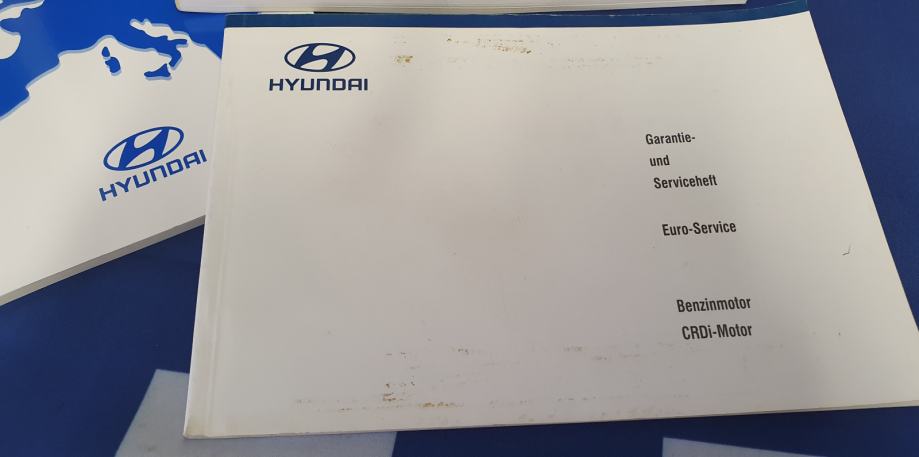 HYUNDAI
HYUNDAI
Garantie-
und
Serviceheft
Euro-Service
Benzinmotor
CRDi-Motor